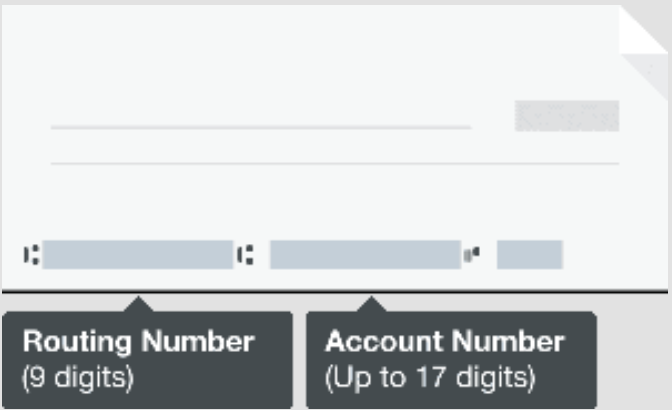 Routing Number
(9 digits)
Account Number
(Up to 17 digits)